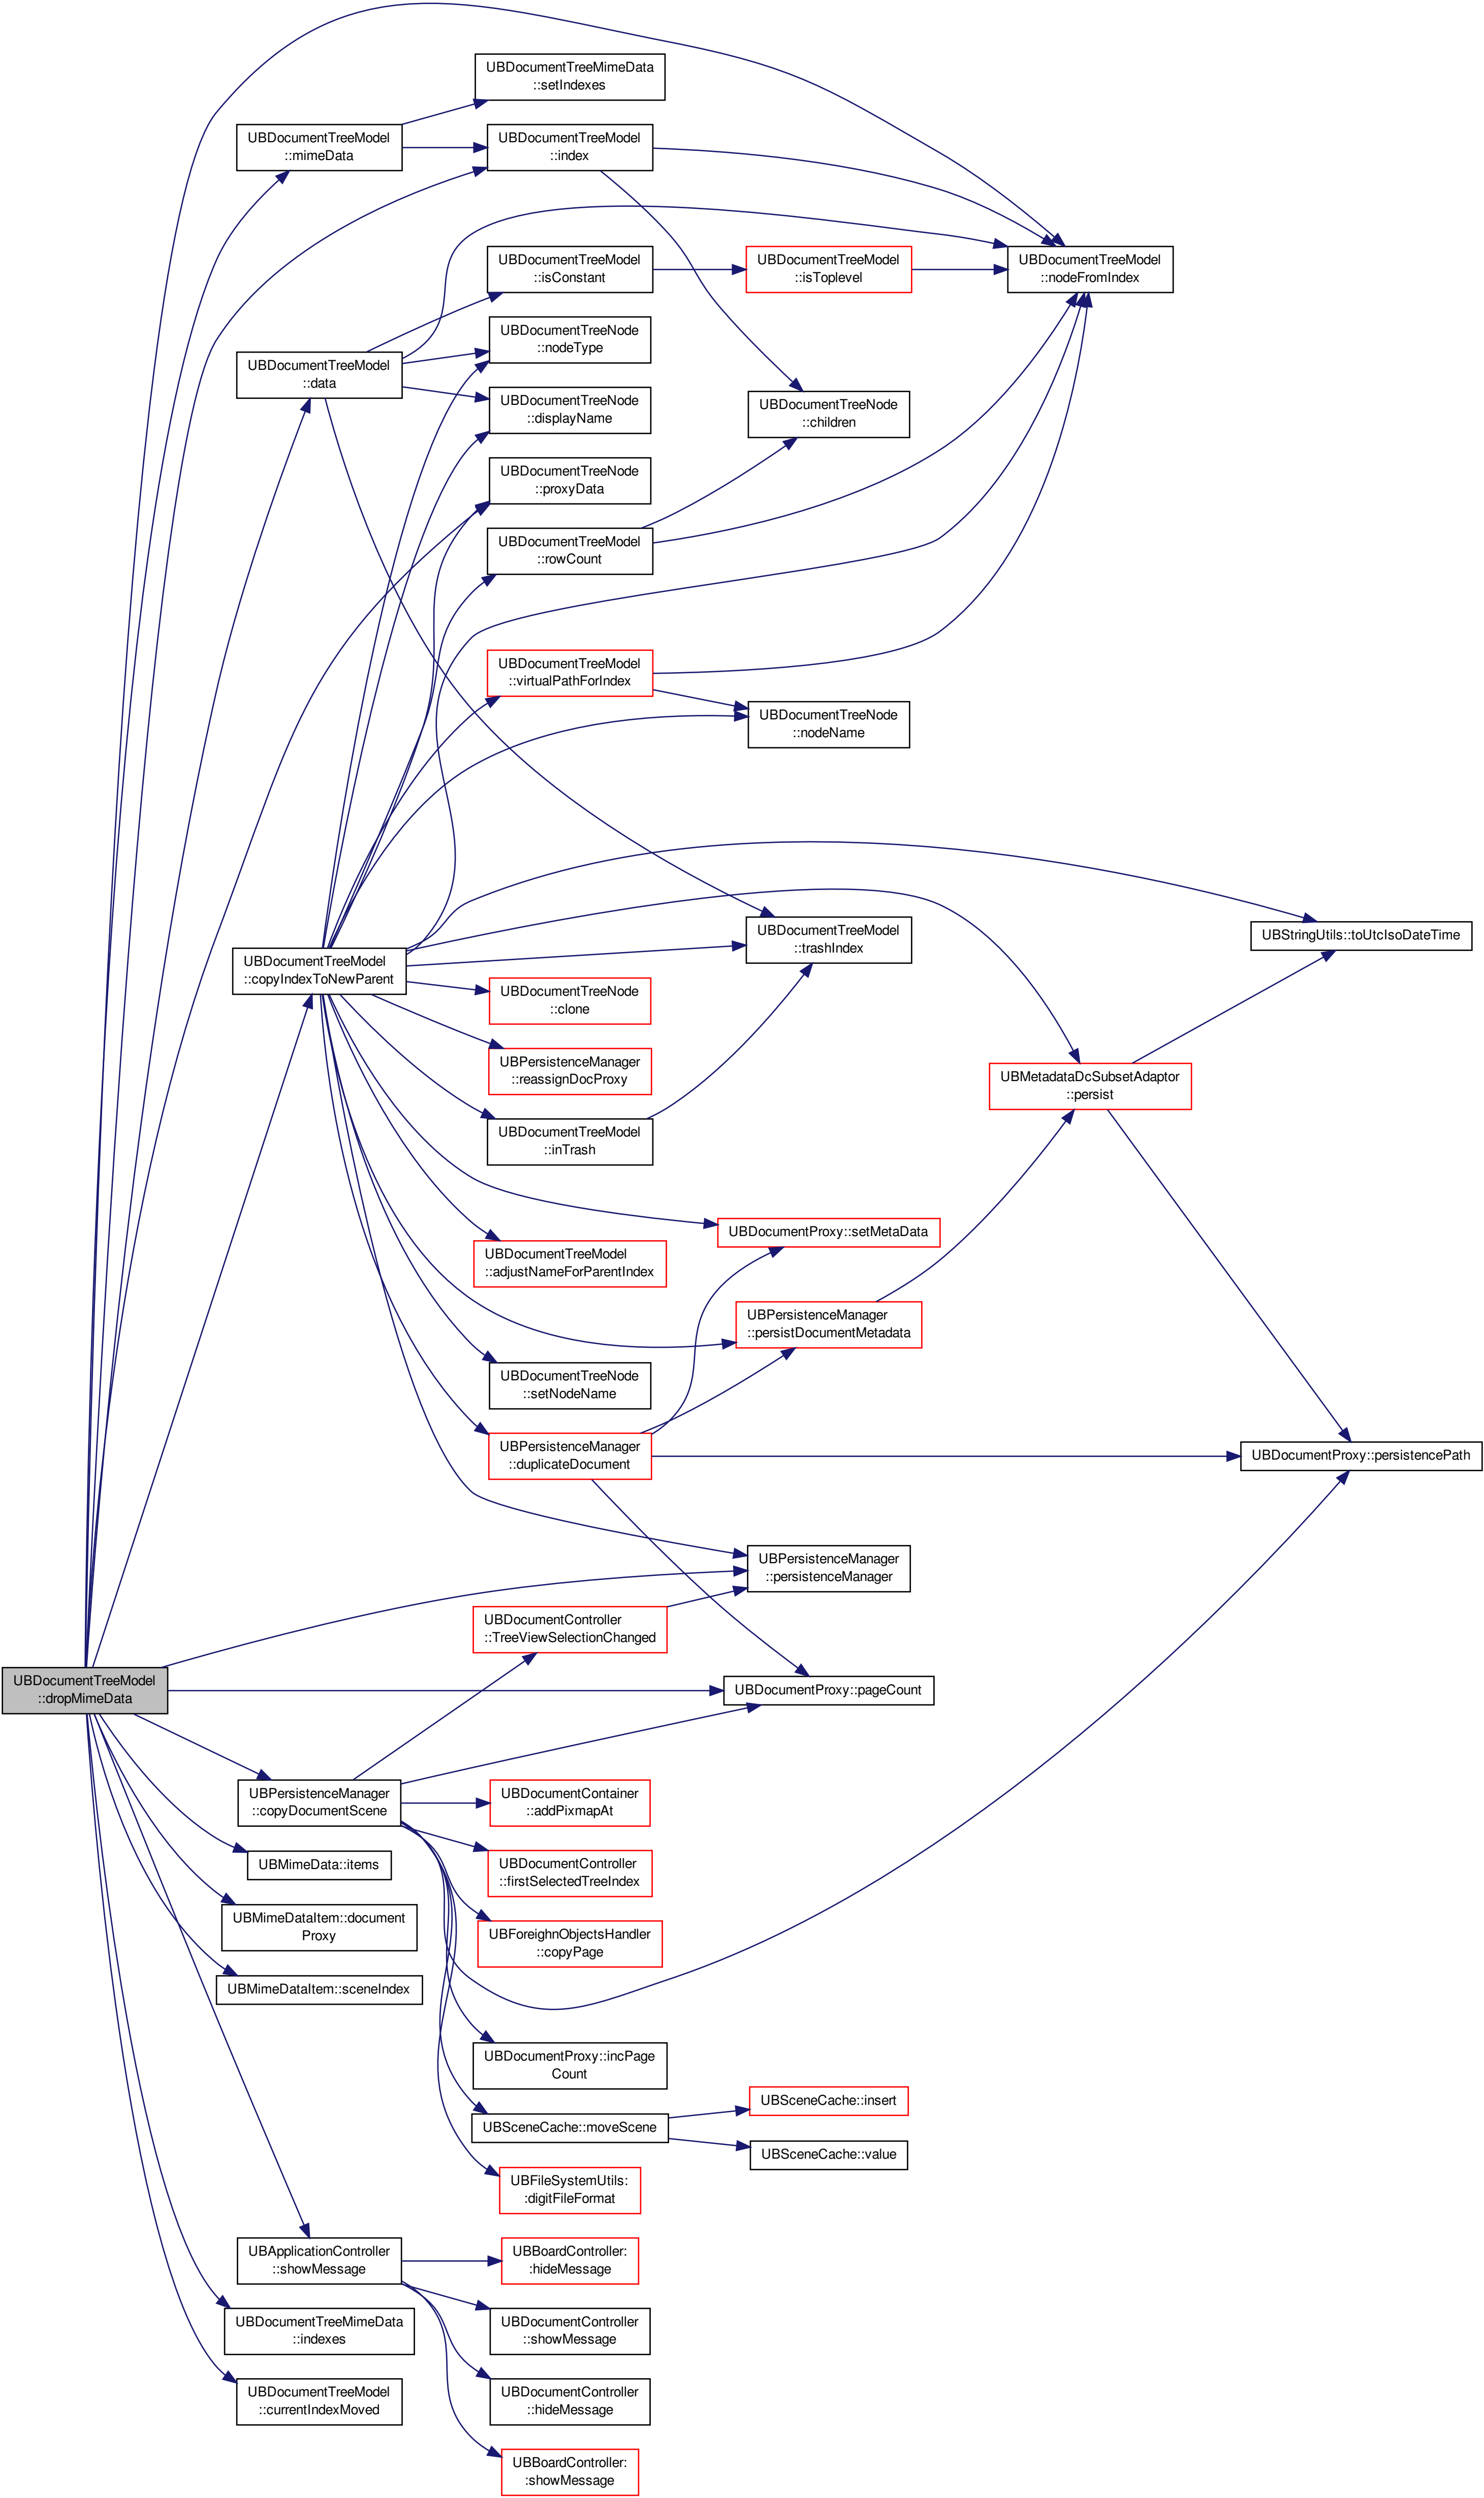 UBDocumentTreeMimeData
::setIndexes
UBDocumentTreeModel
::mimeData
UBDocumentTreeModel
::index
UBDocumentTreeModel
::isConstant
UBDocumentTreeModel
::isToplevel
UBDocumentTreeModel
::nodeFromIndex
UBDocumentTreeNode
::nodeType
UBDocumentTreeModel
::data
UBDocumentTreeNode
::displayName
UBDocumentTreeNode
::children
UBDocumentTreeNode
::proxyData
UBDocumentTreeModel
::rowCount
UBDocumentTreeModel
::virtualPathForIndex
UBDocumentTreeNode
::nodeName
UBDocumentTreeModel
::trashIndex
UBStringUtils::toUtcIsoDateTime
UBDocumentTreeModel
::copyIndexToNewParent
UBDocumentTreeNode
::clone
UBPersistenceManager
::reassignDocProxy
UBMetadataDcSubsetAdaptor
::persist
UBDocumentTreeModel
::inTrash
UBDocumentProxy::setMetaData
UBDocumentTreeModel
::adjustNameForParentIndex
UBPersistenceManager
::persistDocumentMetadata
UBDocumentTreeNode
::setNodeName
UBPersistenceManager
::duplicateDocument
UBDocumentProxy::persistencePath
UBPersistenceManager
::persistenceManager
UBDocumentController
::TreeViewSelectionChanged
UBDocumentTreeModel
::dropMimeData
UBDocumentProxy::pageCount
UBPersistenceManager
::copyDocumentScene
UBDocumentContainer
::addPixmapAt
UBMimeData::items
UBDocumentController
::firstSelectedTreeIndex
UBMimeDataItem::document
Proxy
UBForeighnObjectsHandler
::copyPage
UBMimeDataItem::sceneIndex
UBDocumentProxy::incPage
Count
UBSceneCache::insert
UBSceneCache::moveScene
UBSceneCache::value
UBFileSystemUtils:
:digitFileFormat
UBApplicationController
::showMessage
UBBoardController:
:hideMessage
UBDocumentTreeMimeData
::indexes
UBDocumentController
::showMessage
UBDocumentTreeModel
::currentIndexMoved
UBDocumentController
::hideMessage
UBBoardController:
:showMessage